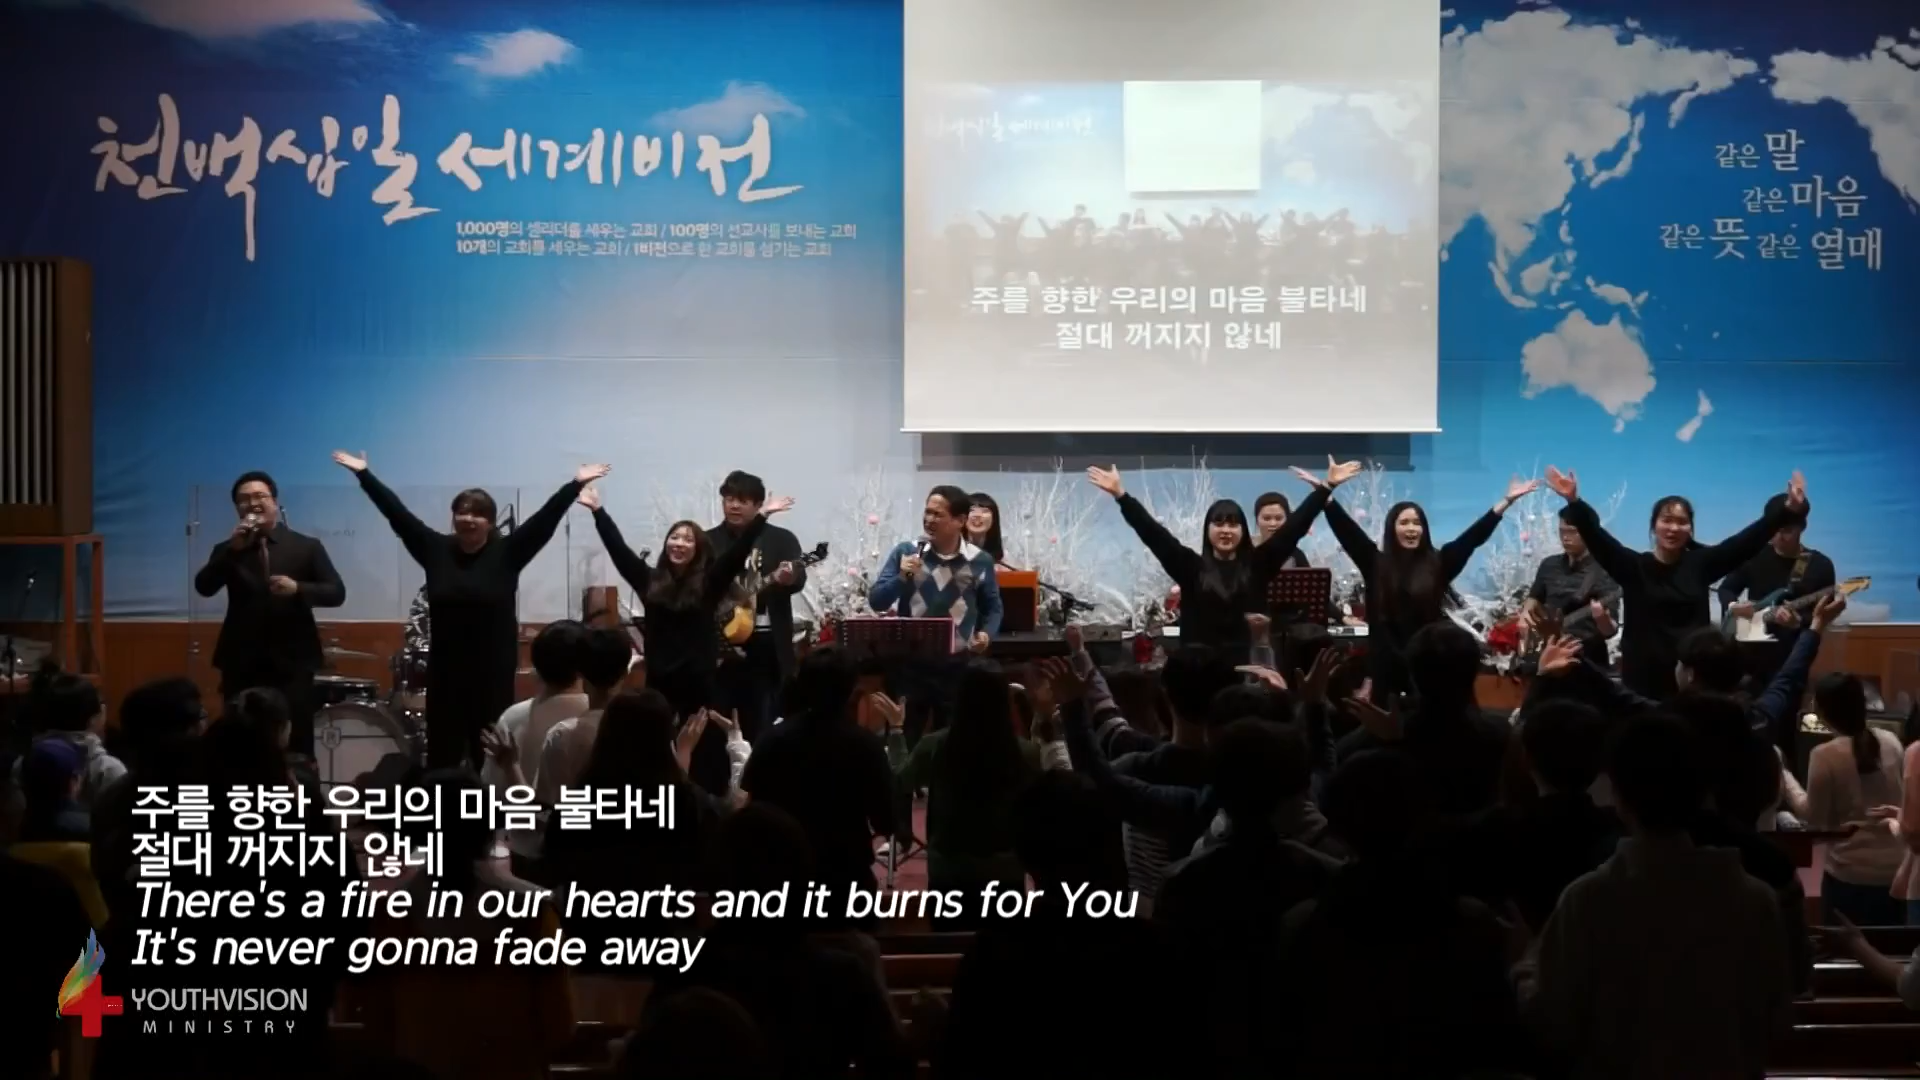 천백십일 세계비전
1,000명의 셀리더를 세우는 교회 / 100명의 선교사를 보내는 교회
10개의 교회를 세우는 교회 / 1비전으로 한 교회를 섬기는 교회
같은 말
같은 마음
같은 뜻 같은 열매
주를 향한 우리의 마음 불타네
절대 꺼지지 않네
주를 향한 우리의 마음 불타네
절대 꺼지지 않네
There's a fire in our hearts and it burns for You
It's never gonna fade away
YOUTHVISION
MINISTRY